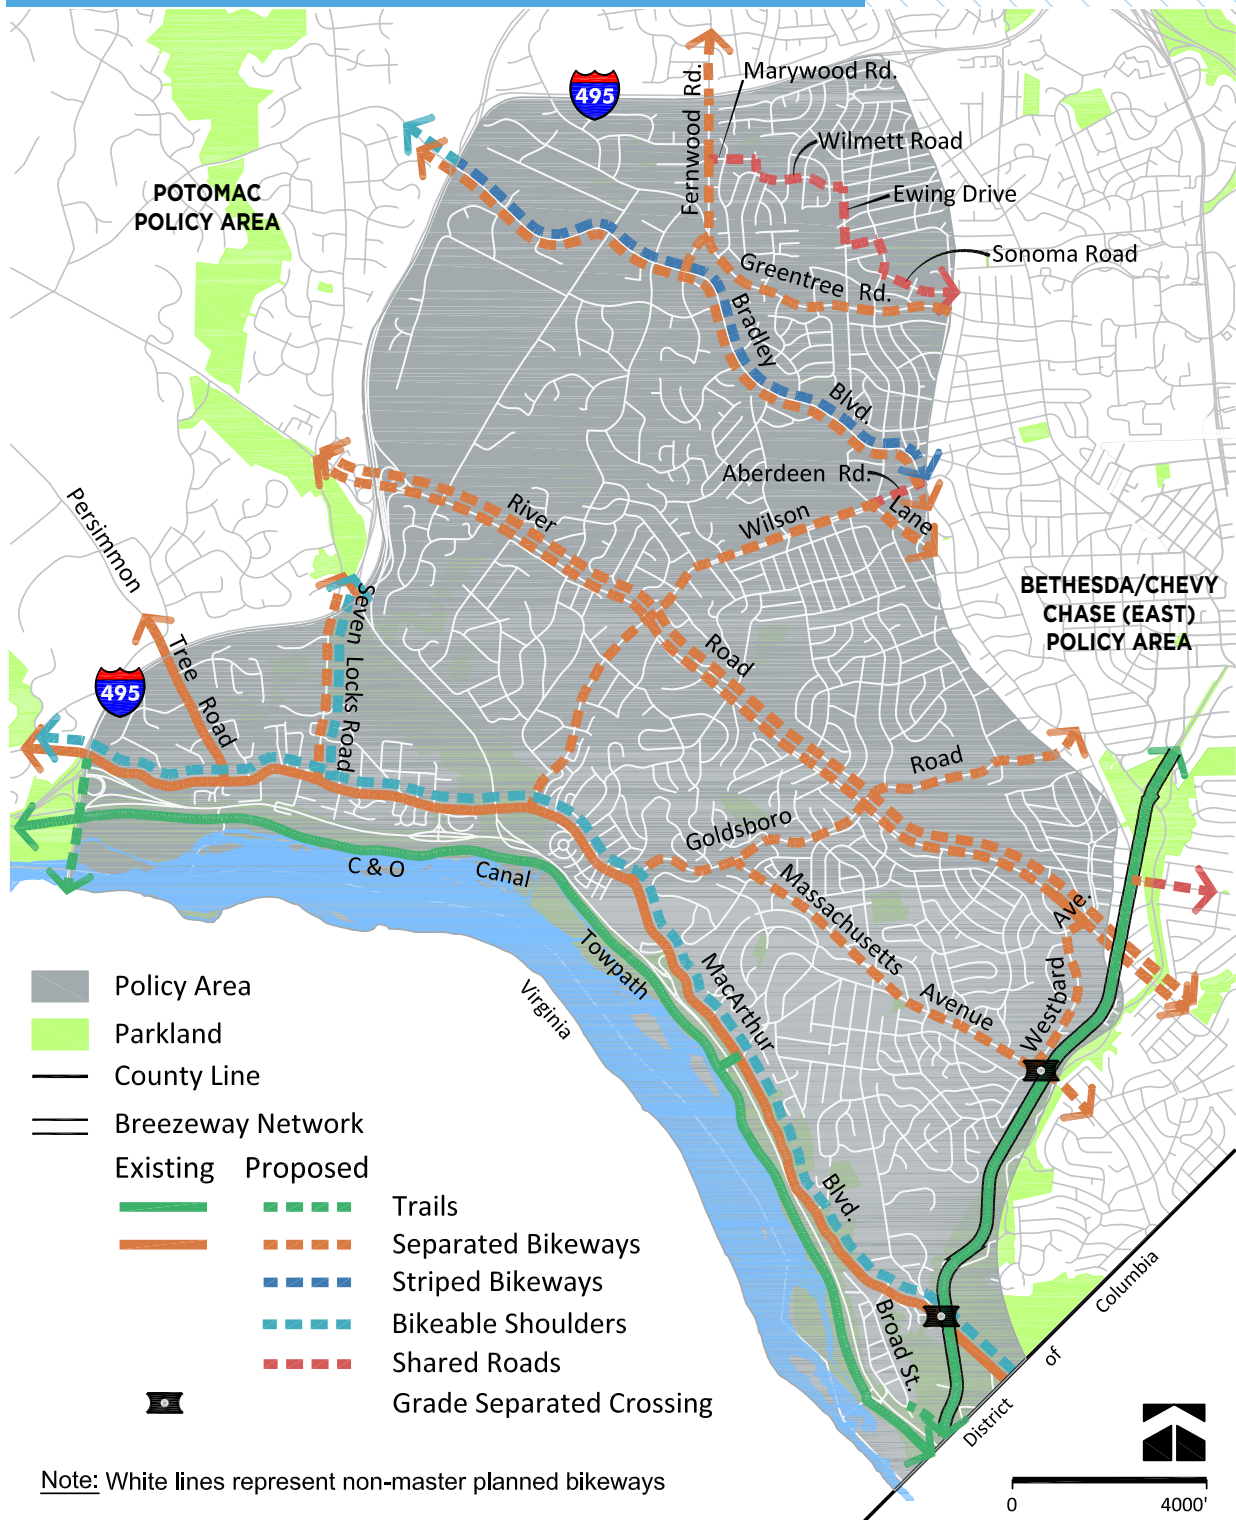 495
Fernwood Rd.
Marywood Rd.
Wilmett Road
Ewing Drive
Sonoma Road
POTOMAC
POLICY AREA
Greentree Rd.
Bradley Blvd.
Aberdeen Rd.
Wilson Lane
River Road
Persimmon Tree Road
Seven Locks Road
BETHESDA/CHEVY
CHASE (EAST)
POLICY AREA
495
Goldsboro Road
C & O Canal Towpath
Massachusetts Avenue
Westbard Ave.
MacArthur Blvd.
Virginia
Broad St.
District of Columbia
Policy Area
Parkland
County Line
Breezeway Network
Existing Proposed
Trails
Separated Bikeways
Striped Bikeways
Bikeable Shoulders
Shared Roads
Grade Separated Crossing
Note: White lines represent non-master planned bikeways
0 4000'